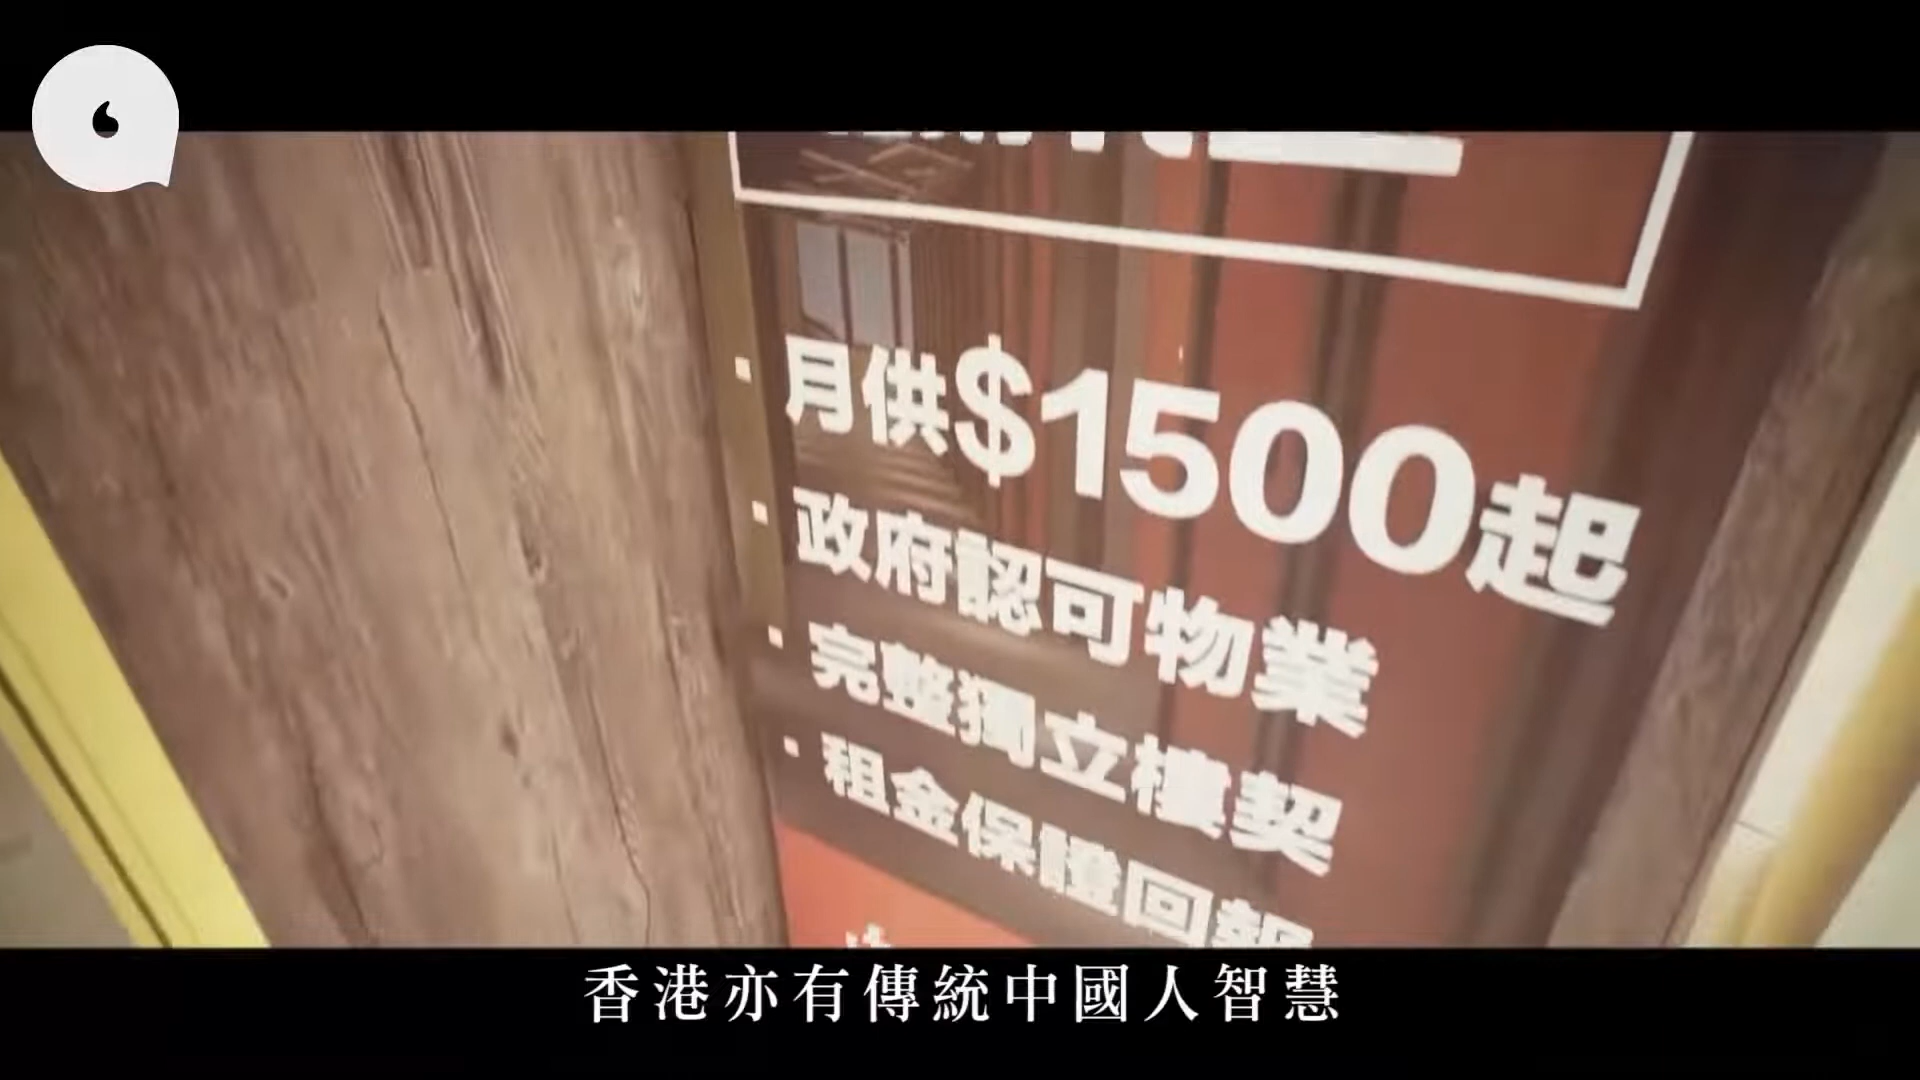 月供$1500起
政府認可物業
完整獨立樓契
租金保證回報
香港亦有傳統中國人智慧